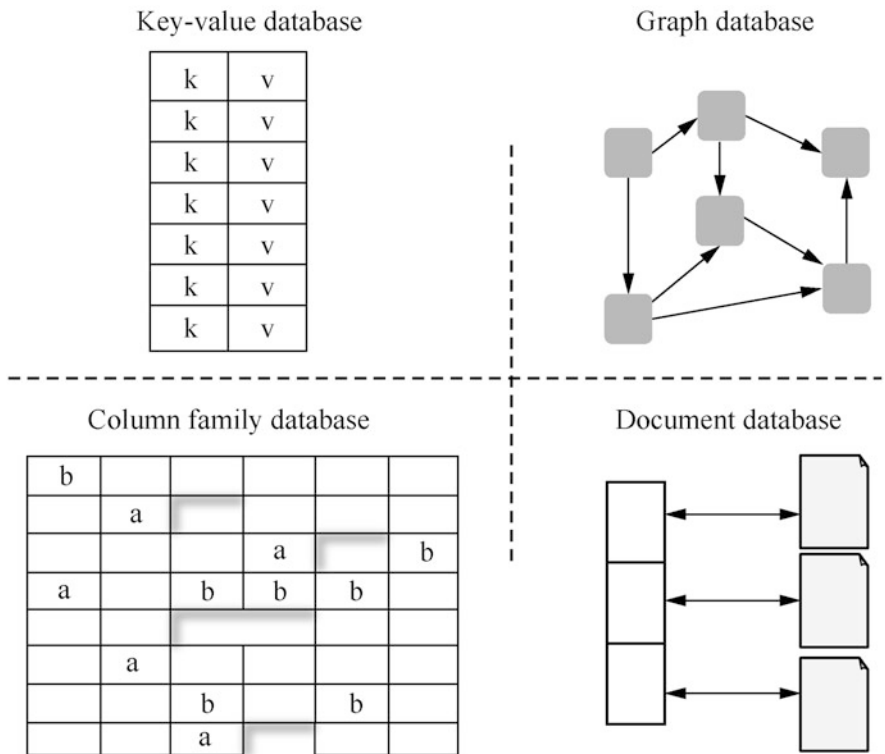 Key-value database
k v
k v
k v
k v
k v
k v
k v
Graph database
Column family database
b
a
a b
a b b b
a
b b
a
Document database